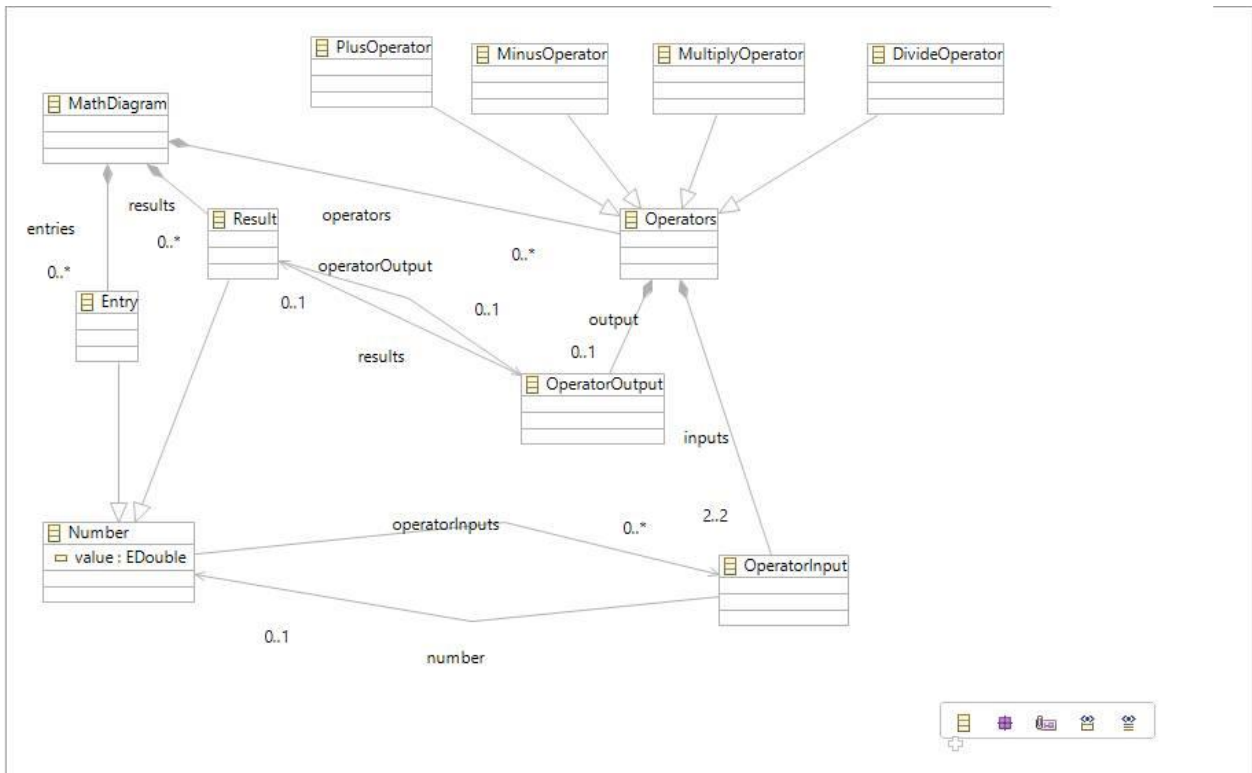 PlusOperator
MinusOperator
MultiplyOperator
DivideOperator
MathDiagram
results
Result
operators
Operators
entries
0..*
0..*
operatorOutput
0..*
Entry
0..1
0..1
output
results
0..1
OperatorOutput
inputs
Number
operatorInputs
0..*
2..2
value : EDouble
OperatorInput
0..1
number